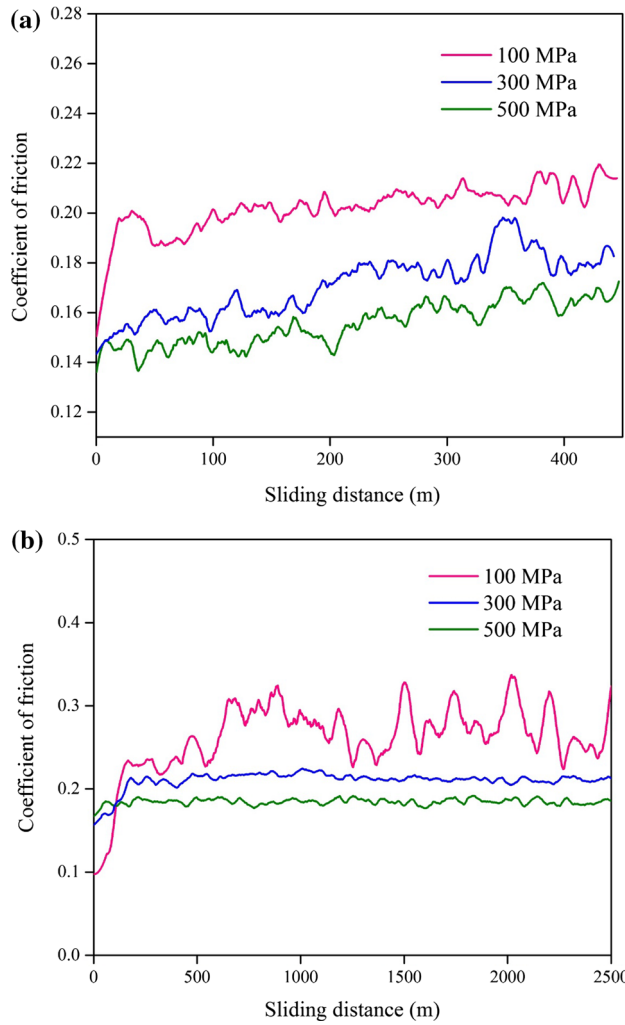 (a)
0.28
0.26
0.24
0.22
0.20
0.18
0.16
0.14
0.12
Coefficient of friction
100 MPa
300 MPa
500 MPa
0 100 200 300 400
Sliding distance (m)
(b)
0.5
0.4
0.3
0.2
0.1
0.0
Coefficient of friction
100 MPa
300 MPa
500 MPa
0 500 1000 1500 2000 2500
Sliding distance (m)